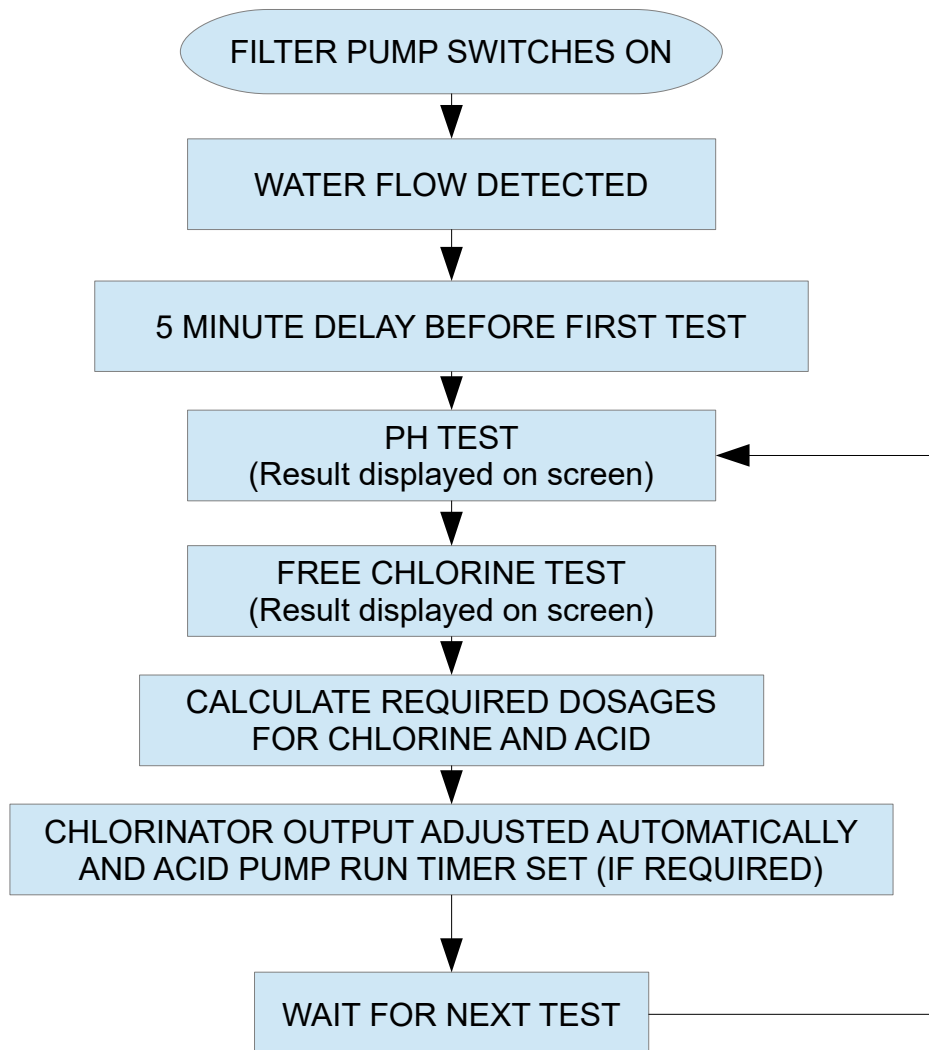 FILTER PUMP SWITCHES ON
WATER FLOW DETECTED
5 MINUTE DELAY BEFORE FIRST TEST
PH TEST
(Result displayed on screen)
FREE CHLORINE TEST
(Result displayed on screen)
CALCULATE REQUIRED DOSAGES
FOR CHLORINE AND ACID
CHLORINATOR OUTPUT ADJUSTED AUTOMATICALLY
AND ACID PUMP RUN TIMER SET (IF REQUIRED)
WAIT FOR NEXT TEST